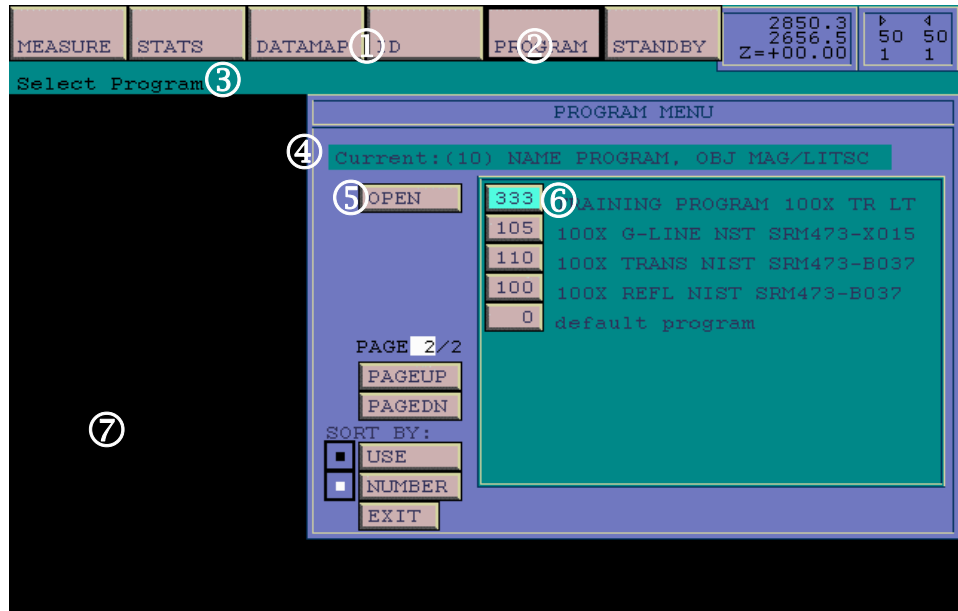 MEASURE STATS DATAMAP ① D PROGRAM ② STANDBY
2850.3
2656.5
Z=+00.00
50 50
1 1
Select Program ③
PROGRAM MENU
④ Current:(10) NAME PROGRAM, OBJ MAG/LITSC
⑤ OPEN
333 ⑥ TRAINING PROGRAM 100X TR LT
105 100X G-LINE NST SRM473-X015
110 100X TRANS NIST SRM473-B037
100 100X REFL NIST SRM473-B037
0 default program
PAGE 2/2
PAGEUP
PAGEDN
SORT BY:
USE
NUMBER
EXIT
⑦